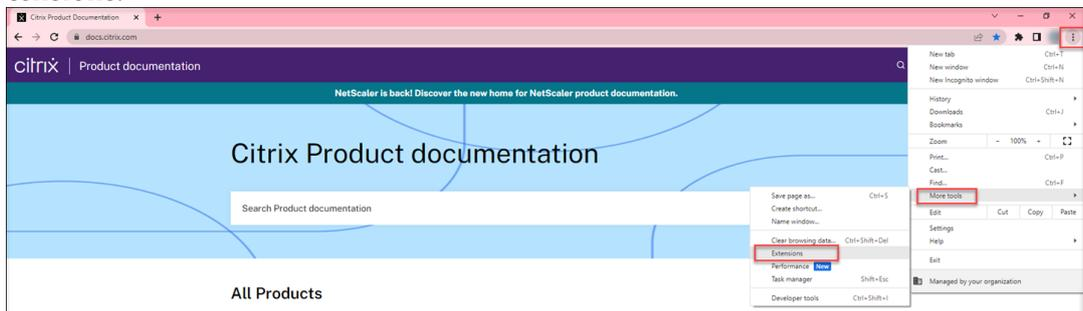 Citrix Product Documentation
docs.citrix.com
citrix | Product documentation
NetScaler is back! Discover the new home for NetScaler product documentation.
Citrix Product documentation
Search Product documentation
All Products
New tab Ctrl+T
New window Ctrl+N
New Incognito window Ctrl+Shift+N
History
Downloads Ctrl+J
Bookmarks
Zoom - 100% +
Print... Ctrl+P
Cast...
Find... Ctrl+F
More tools
Edit Cut Copy Paste
Settings
Help
Exit
Managed by your organization
Save page as... Ctrl+S
Create shortcut...
Name window...
Clear browsing data... Ctrl+Shift+Del
Extensions
Performance New
Task manager Shift+Esc
Developer tools Ctrl+Shift+I